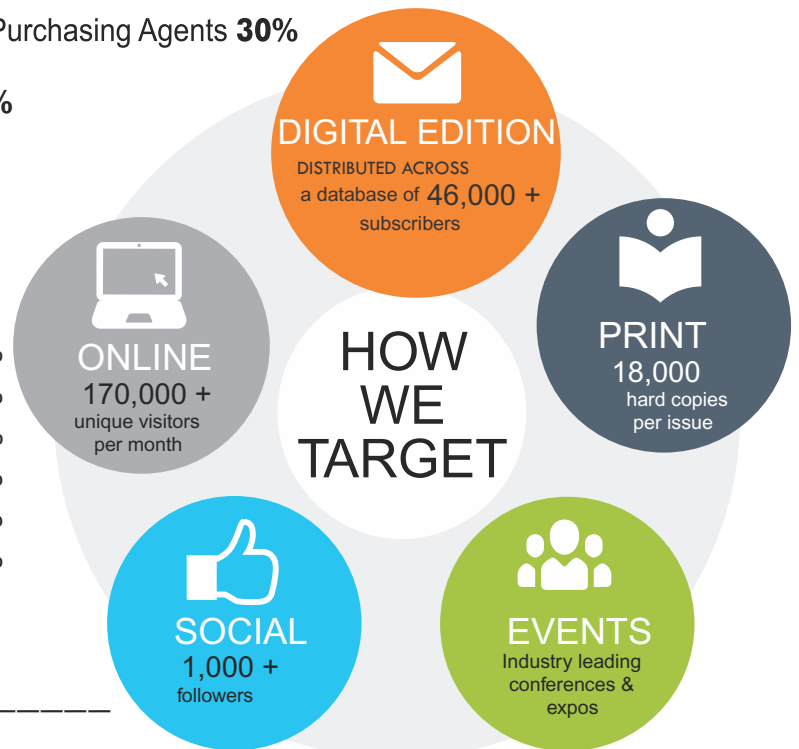 Purchasing Agents 30%
%
DIGITAL EDITION
DISTRIBUTED ACROSS
a database of 46,000 +
subscribers
PRINT
18,000
hard copies
per issue
ONLINE
170,000 +
unique visitors
per month
HOW
WE
TARGET
SOCIAL
1,000 +
followers
EVENTS
Industry leading
conferences &
expos